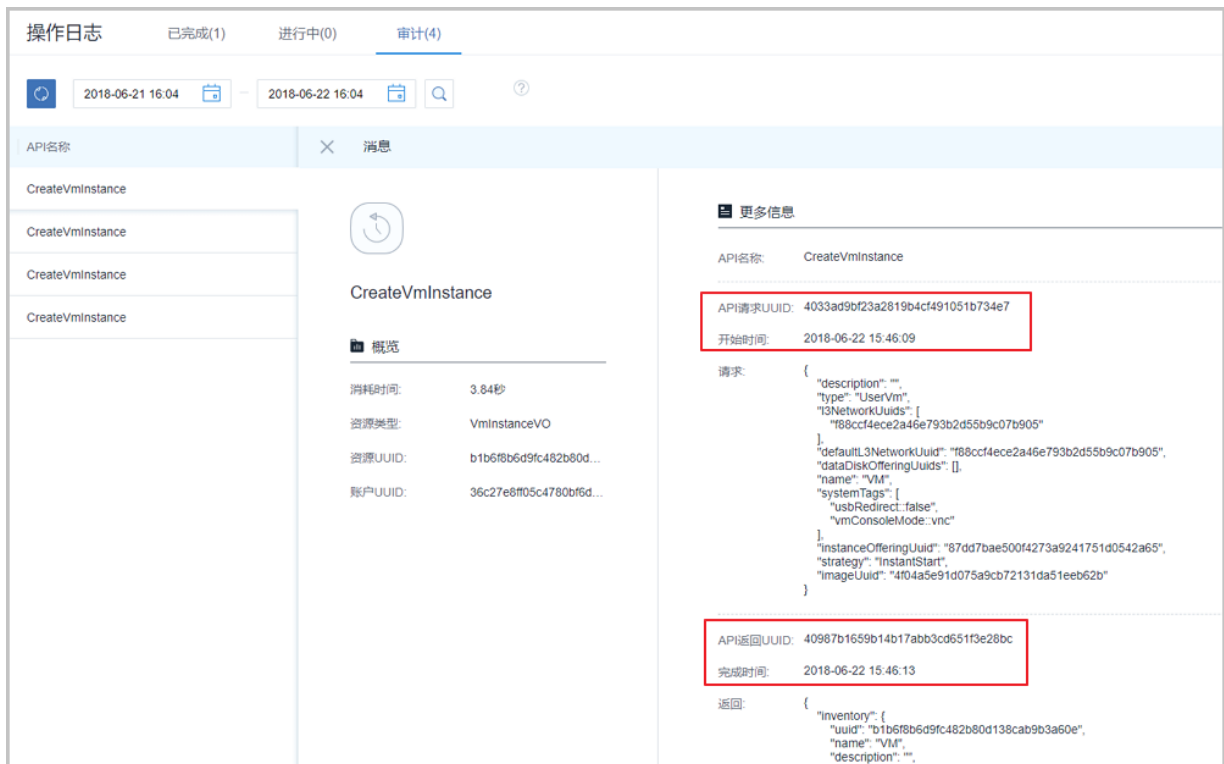 操作日志 已完成(1) 进行中(0) 审计(4)
2018-06-21 16:04 – 2018-06-22 16:04 ?
API名称
CreateVmInstance
CreateVmInstance
CreateVmInstance
CreateVmInstance
消息
CreateVmInstance
概览
消耗时间: 3.84秒
资源类型: VmInstanceVO
资源UUID: b1b6f8b6d9fc482b80d...
账户UUID: 36c27e8ff05c4780bf6d...
更多信息
API名称: CreateVmInstance
API请求UUID: 4033ad9bf23a2819b4cf491051b734e7
开始时间: 2018-06-22 15:46:09
请求: {
"description": "",
"type": "UserVm",
"l3NetworkUuids": [
"f88ccf4ece2a46e793b2d55b9c07b905"
],
"defaultL3NetworkUuid": "f88ccf4ece2a46e793b2d55b9c07b905",
"dataDiskOfferingUuids": [],
"name": "VM",
"systemTags": [
"usbRedirect::false",
"vmConsoleMode::vnc"
],
"instanceOfferingUuid": "87dd7bae500f4273a9241751d0542a65",
"strategy": "InstantStart",
"imageUuid": "4f04a5e91d075a9cb72131da51eeb62b"
}
API返回UUID: 40987b1659b14b17abb3cd651f3e28bc
完成时间: 2018-06-22 15:46:13
返回: {
"inventory": {
"uuid": "b1b6f8b6d9fc482b80d138cab9b3a60e",
"name": "VM",
"description": "",